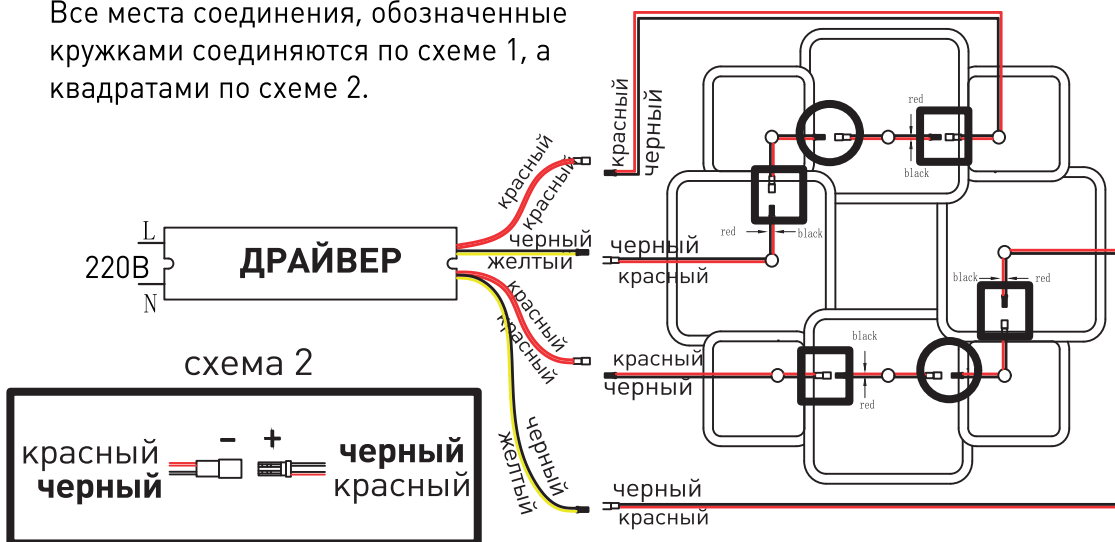 Все места соединения, обозначенные
кружками соединяются по схеме 1, а
квадратами по схеме 2.
красный
черный
red
black
красный
красный
L
220В
N
ДРАЙВЕР
черный
желтый
черный
красный
red
black
black
red
красный
красный
красный
черный
black
red
черный
желтый
черный
красный
схема 2
красный
черный
– +
черный
красный